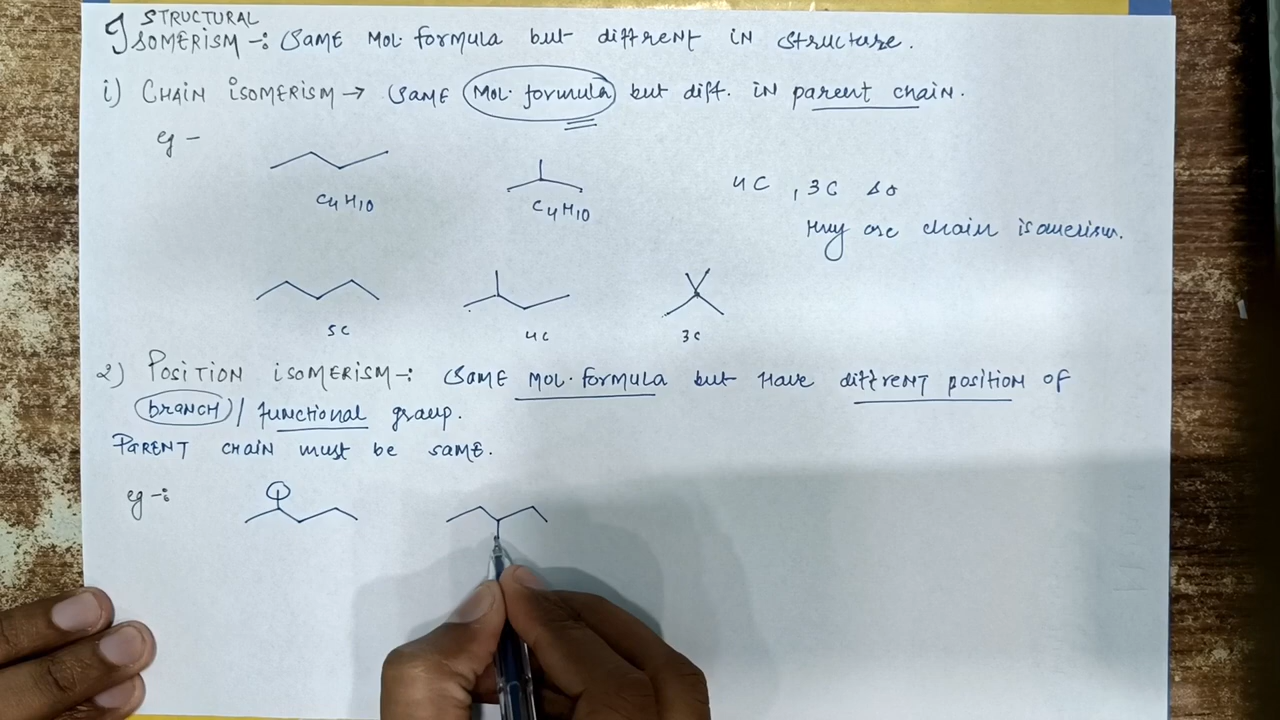 STRUCTURAL
ISOMERISM -: SAME MOL. formula but different IN structure.
i) CHAIN isOMERISM → SAME MOL. formula but diff. IN parent chain.
eg -
C4H10
C4H10
4C , 3C so
they are chain isomerism.
5C
4C
3C
2) POSITION isOMERISM -: SAME MOL. formula but Have different position of
brANCH / functional group.
PARENT CHAIN must be SAME.
eg -: